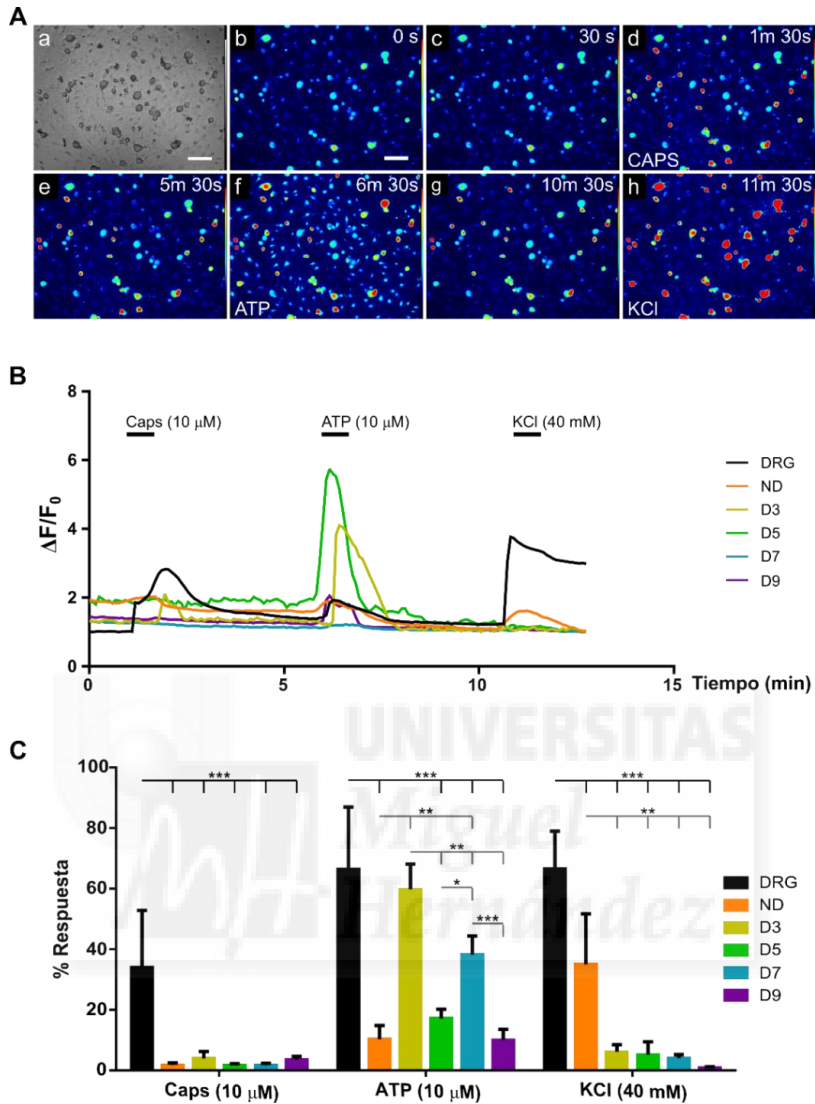 A
a
b
0 s
c
30 s
d
1m 30s
CAPS
e
5m 30s
f
6m 30s
ATP
g
10m 30s
h
11m 30s
KCl
B
8
6
4
2
0
ΔF/F0
Caps (10 µM)
ATP (10 µM)
KCl (40 mM)
DRG
ND
D3
D5
D7
D9
0
5
10
15
Tiempo (min)
UNIVERSITAS
Miguel
Hernández
C
100
80
60
40
20
0
% Respuesta
***
***
**
**
*
***
***
**
DRG
ND
D3
D5
D7
D9
Caps (10 µM)
ATP (10 µM)
KCl (40 mM)